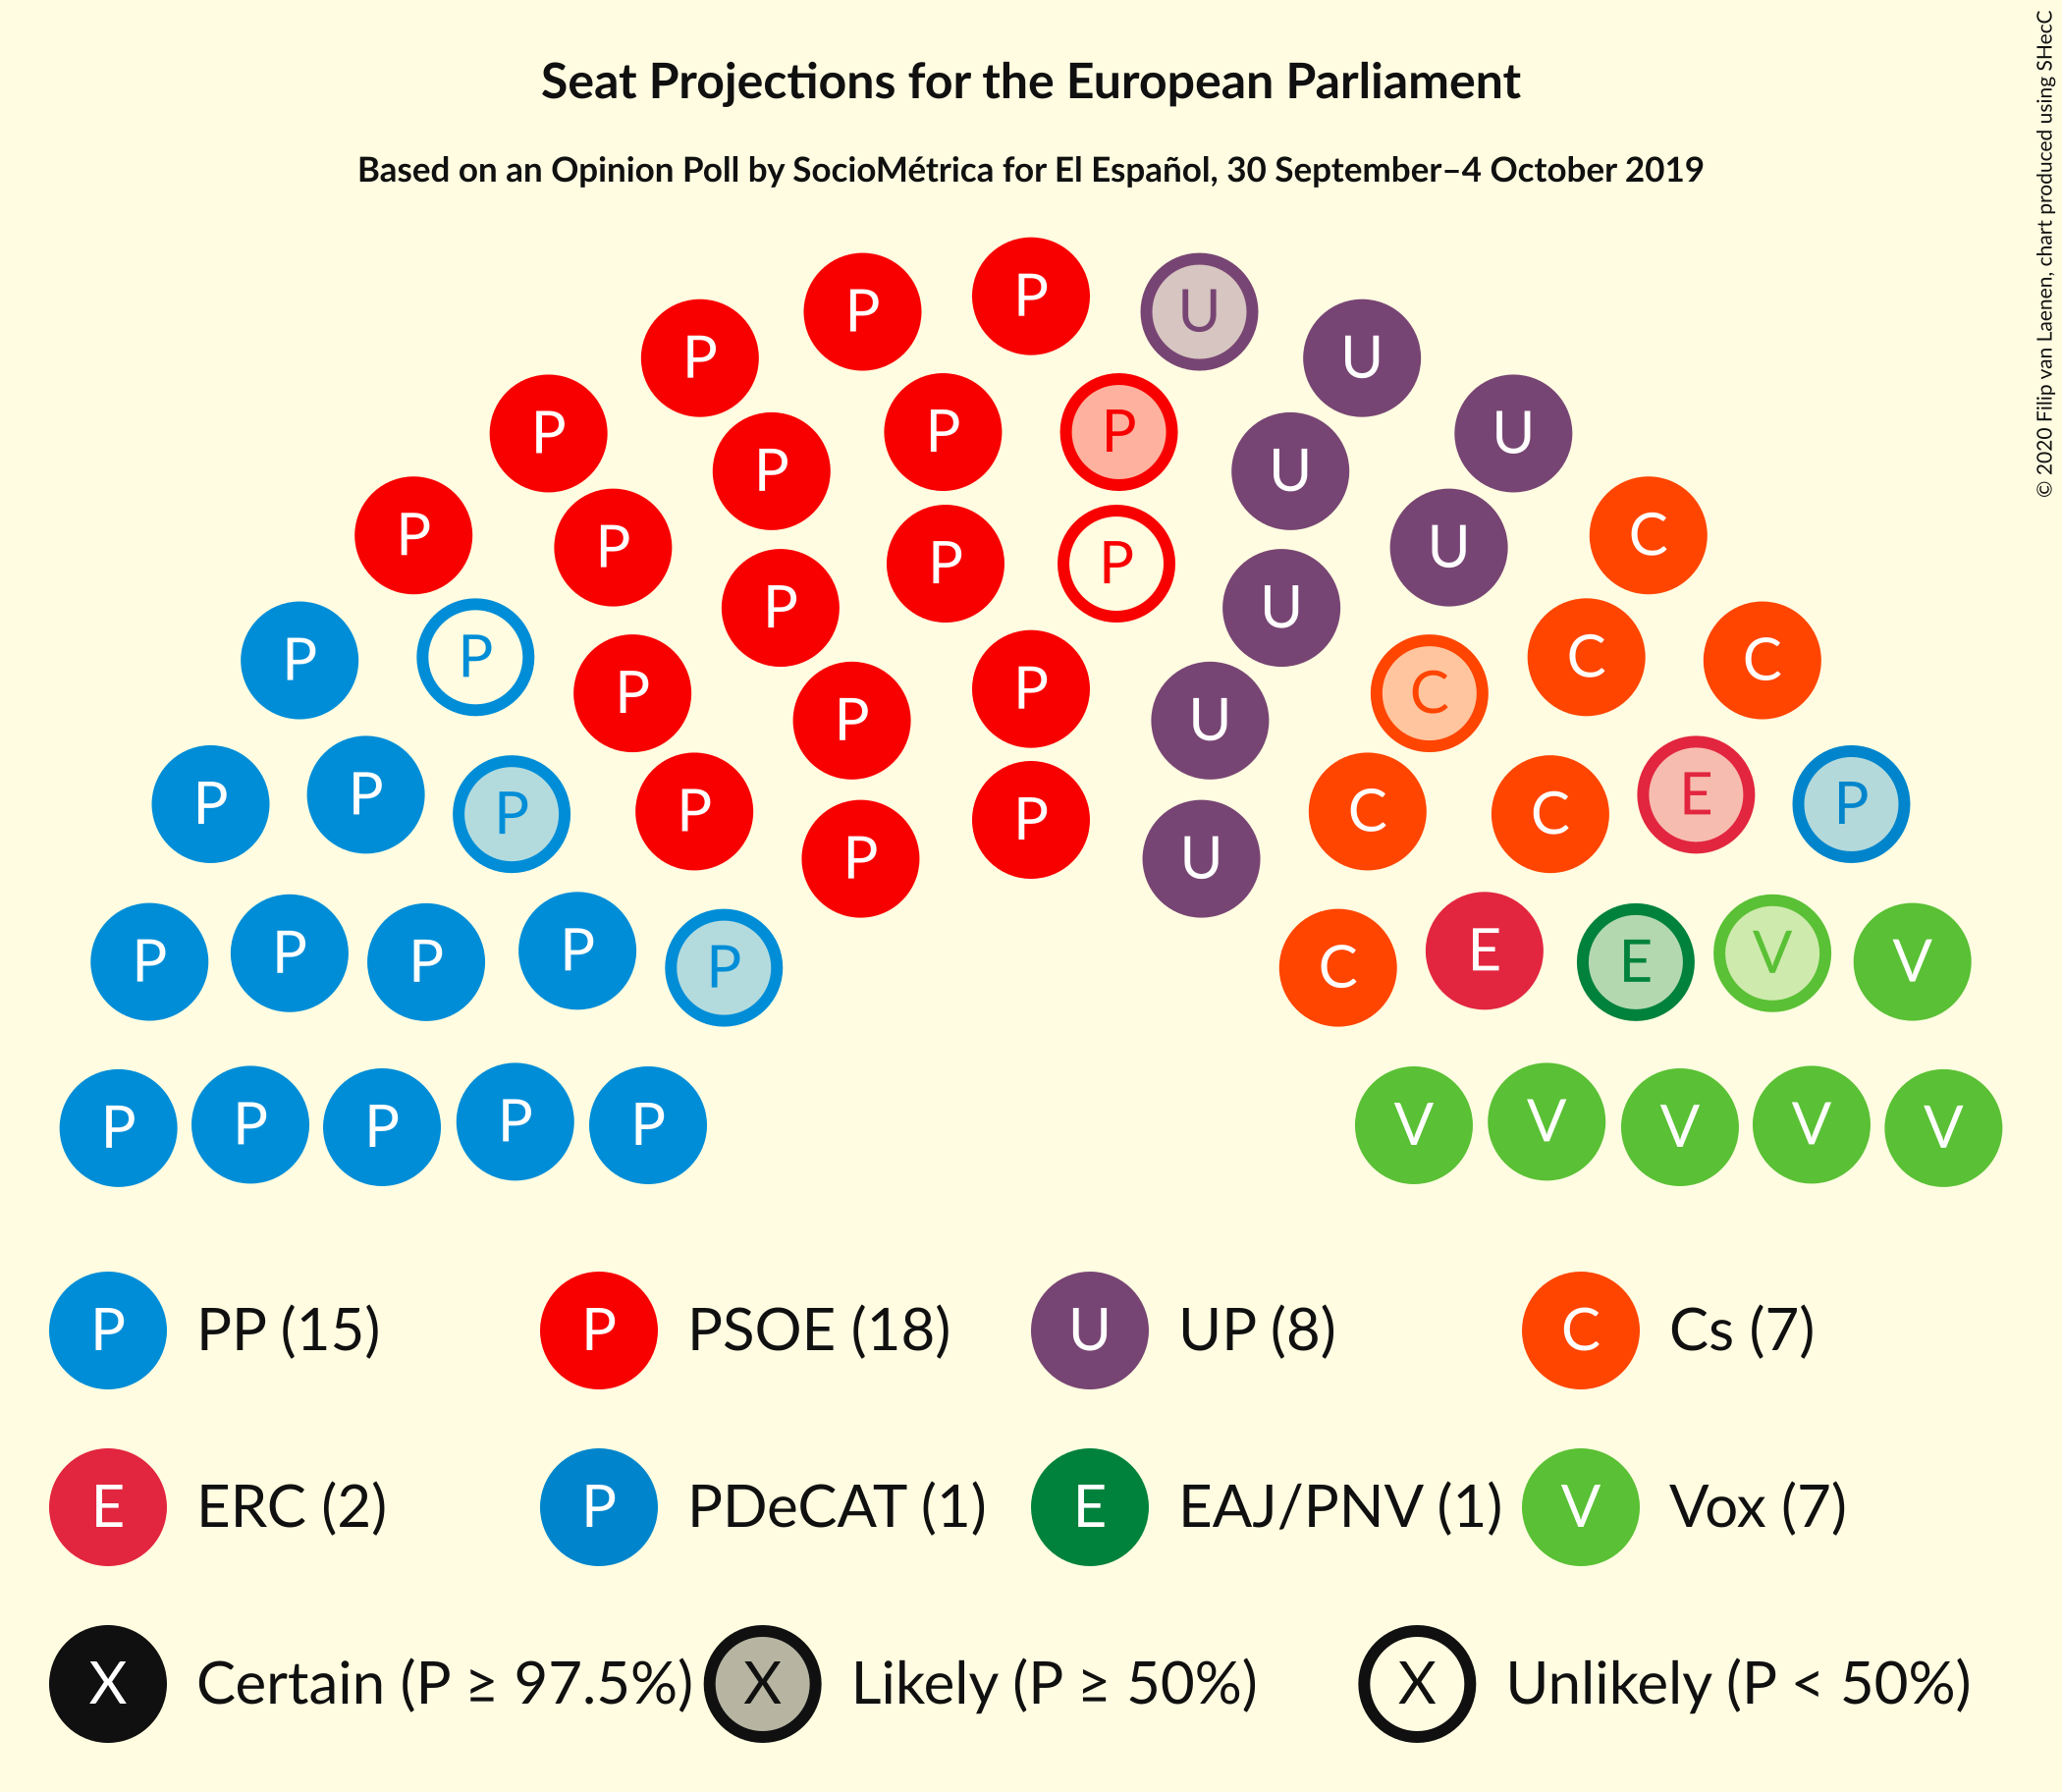 Seat Projections for the European Parliament
Based on an Opinion Poll by SocioMétrica for El Español, 30 September–4 October 2019
© 2020 Filip van Laenen, chart produced using SHecC
P P P U U
P P P P U U
P P P P U U C
P P P P U C C C
P P P P U C
P P P P P U C C E P
P P P P P C E E V V
P P P P P V V V V V
P PP (15) P PSOE (18) U UP (8) C Cs (7)
E ERC (2) P PDeCAT (1) E EAJ/PNV (1) V Vox (7)
X Certain (P ≥ 97.5%) X Likely (P ≥ 50%) X Unlikely (P < 50%)